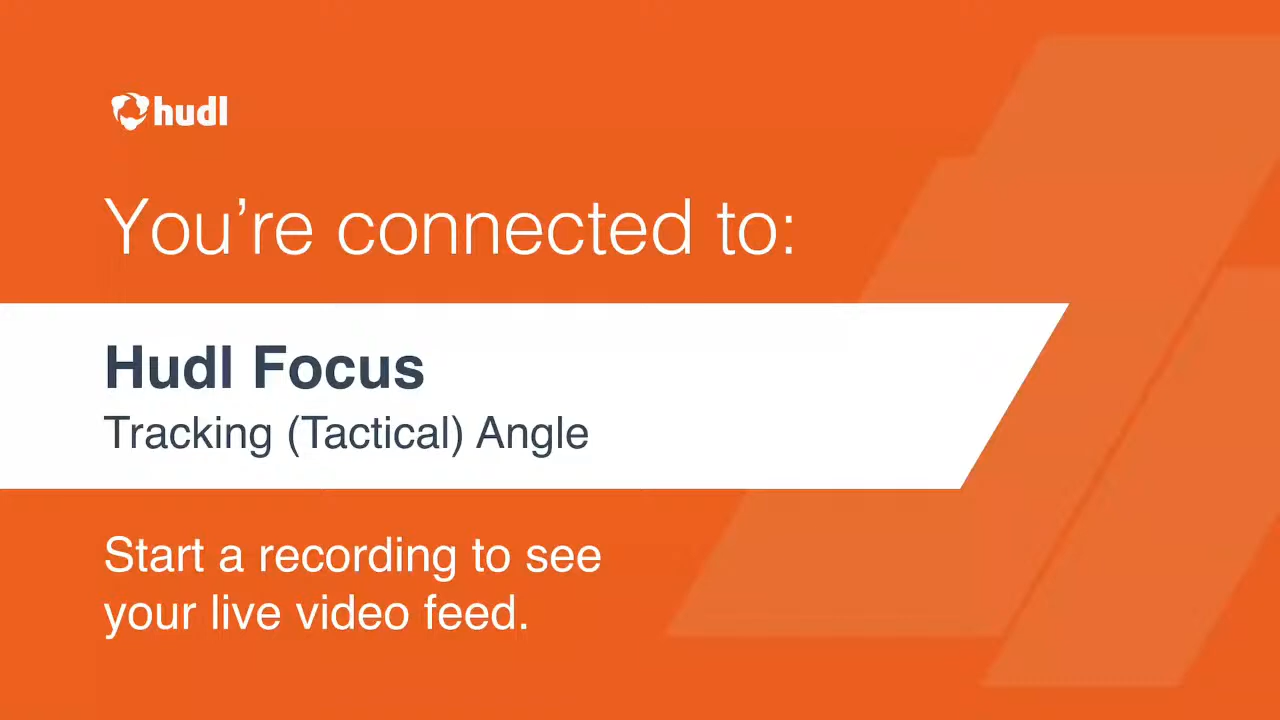 hudl
You’re connected to:
Hudl Focus
Tracking (Tactical) Angle
Start a recording to see
your live video feed.